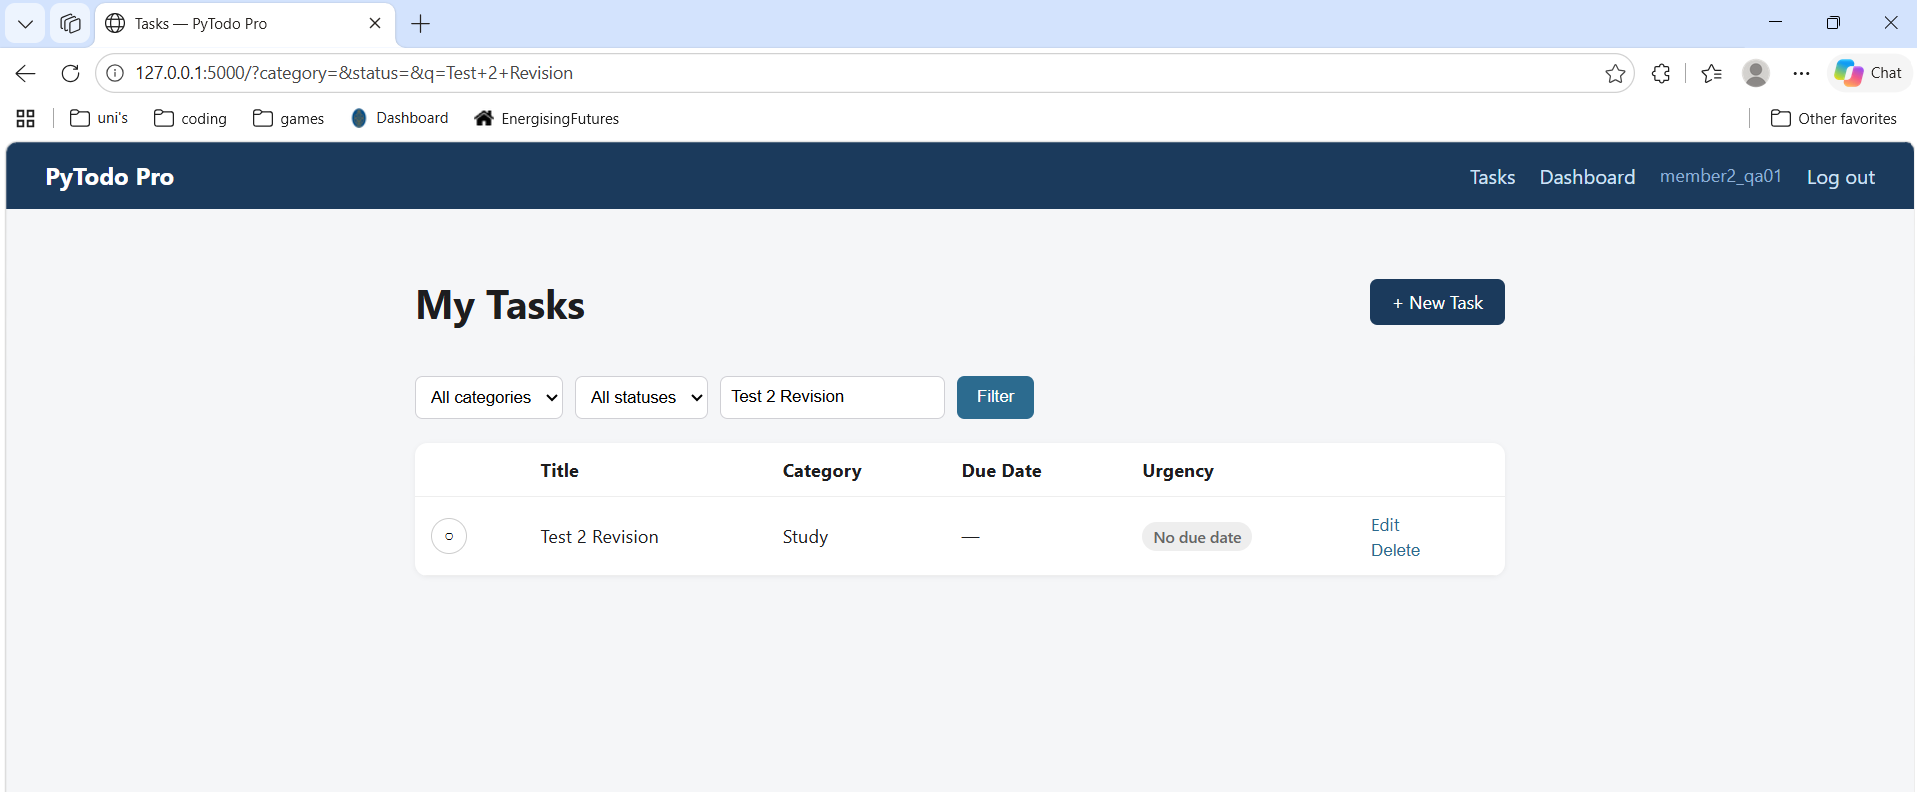 Tasks — PyTodo Pro
127.0.0.1:5000/?category=&status=&q=Test+2+Revision
Chat
uni's coding games Dashboard EnergisingFutures Other favorites
PyTodo Pro Tasks Dashboard member2_qa01 Log out
My Tasks + New Task
All categories All statuses Test 2 Revision Filter
Title Category Due Date Urgency
Test 2 Revision Study — No due date Edit
Delete